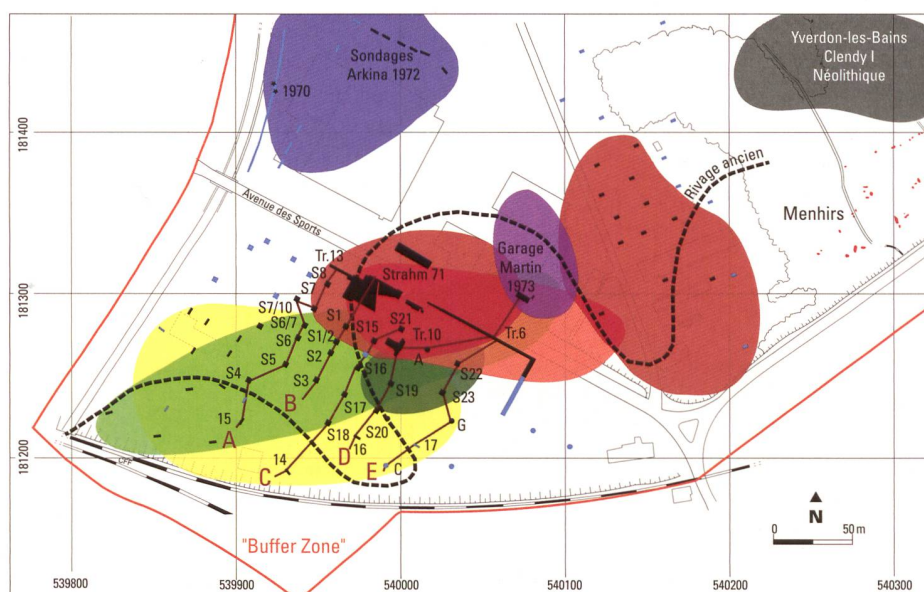 Yverdon-les-Bains
Clendy I
Néolithique
Sondages
Arkina 1972
1970
181400
Avenue des Sports
Rivage ancien
Menhirs
Garage
Martin
1973
Tr.13
Strahm 71
S8
S7
181300
S7/10
S6/7
S6
S1
S1/2
S15
S21
Tr.10
Tr.6
A
S5
S2
S16
S22
S4
S3
S19
S23
B
S17
15
A
S18
S20
G
D
16
17
E
C
14
C
181200
CFF
"Buffer Zone"
N
0
50 m
539800
539900
540000
540100
540200
540300